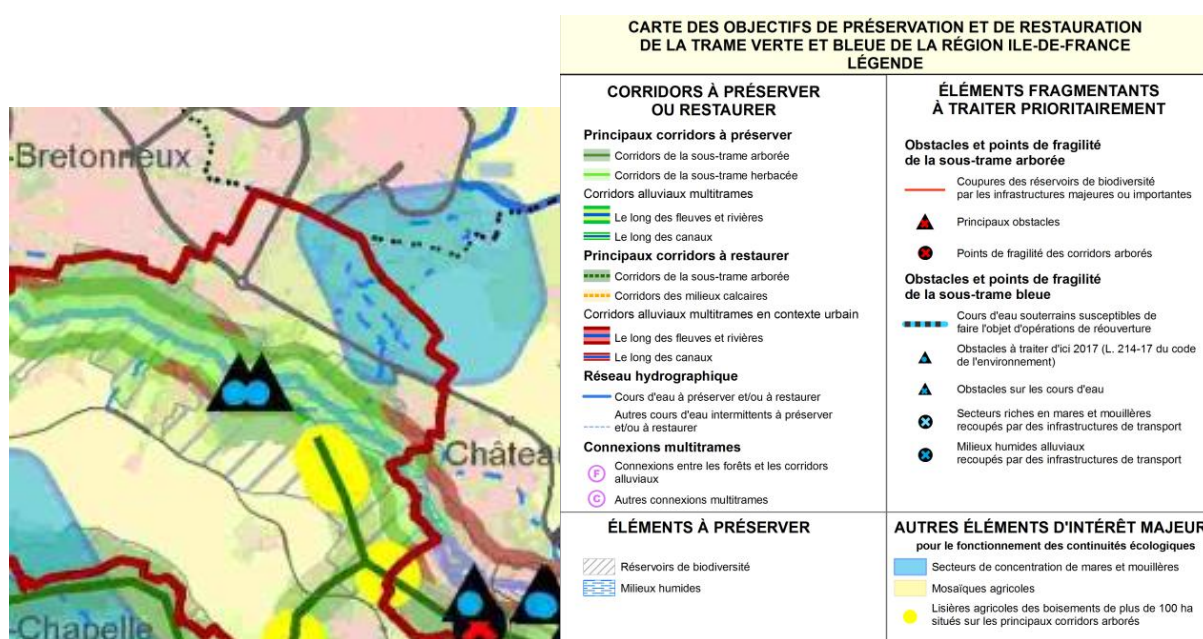 CARTE DES OBJECTIFS DE PRÉSERVATION ET DE RESTAURATION
DE LA TRAME VERTE ET BLEUE DE LA RÉGION ILE-DE-FRANCE
LÉGENDE
-Bretonneux
Château
-Chapelle
CORRIDORS À PRÉSERVER
OU RESTAURER
Principaux corridors à préserver
Corridors de la sous-trame arborée
Corridors de la sous-trame herbacée
Corridors alluviaux multitrames
Le long des fleuves et rivières
Le long des canaux
Principaux corridors à restaurer
Corridors de la sous-trame arborée
Corridors des milieux calcaires
Corridors alluviaux multitrames en contexte urbain
Le long des fleuves et rivières
Le long des canaux
Réseau hydrographique
Cours d'eau à préserver et/ou à restaurer
Autres cours d'eau intermittents à préserver
et/ou à restaurer
Connexions multitrames
F Connexions entre les forêts et les corridors
alluviaux
C Autres connexions multitrames
ÉLÉMENTS FRAGMENTANTS
À TRAITER PRIORITAIREMENT
Obstacles et points de fragilité
de la sous-trame arborée
Coupures des réservoirs de biodiversité
par les infrastructures majeures ou importantes
Principaux obstacles
Points de fragilité des corridors arborés
Obstacles et points de fragilité
de la sous-trame bleue
Cours d'eau souterrains susceptibles de
faire l'objet d'opérations de réouverture
Obstacles à traiter d'ici 2017 (L. 214-17 du code
de l'environnement)
Obstacles sur les cours d'eau
Secteurs riches en mares et mouillères
recoupés par des infrastructures de transport
Milieux humides alluviaux
recoupés par des infrastructures de transport
ÉLÉMENTS À PRÉSERVER
Réservoirs de biodiversité
Milieux humides
AUTRES ÉLÉMENTS D'INTÉRÊT MAJEUR
pour le fonctionnement des continuités écologiques
Secteurs de concentration de mares et mouillères
Mosaïques agricoles
Lisières agricoles des boisements de plus de 100 ha
situés sur les principaux corridors arborés